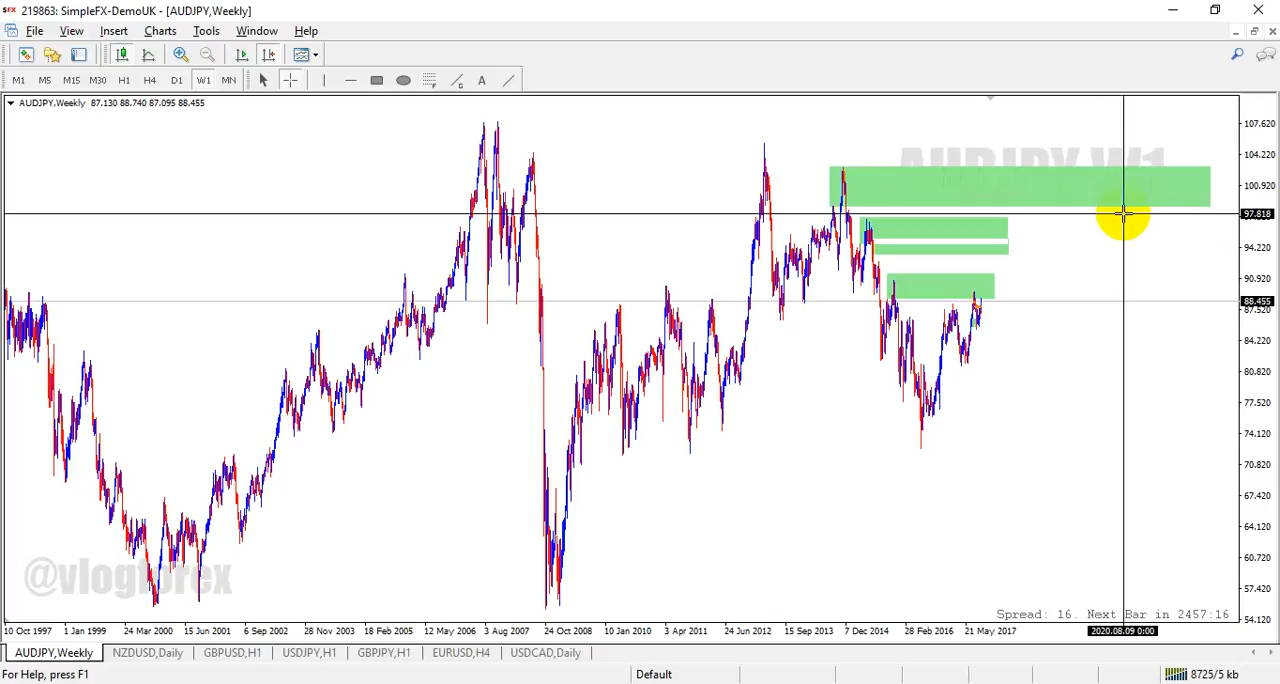 219863: SimpleFX-DemoUK - [AUDJPY,Weekly]
File View Insert Charts Tools Window Help
M1 M5 M15 M30 H1 H4 D1 W1 MN A
AUDJPY,Weekly 87.130 88.740 87.095 88.455
107.620
AUDJPY,W1
104.220
100.920
97.818
94.220
90.920
88.455
87.520
84.220
80.820
77.520
74.120
70.820
67.420
64.120
60.720
@vlogforex
57.420
Spread: 16 Next Bar in 2457:16
54.120
10 Oct 1997 1 Jan 1999 24 Mar 2000 15 Jun 2001 6 Sep 2002 28 Nov 2003 18 Feb 2005 12 May 2006 3 Aug 2007 24 Oct 2008 10 Jan 2010 3 Apr 2011 24 Jun 2012 15 Sep 2013 7 Dec 2014 28 Feb 2016 21 May 2017 2020.08.09 0:00
AUDJPY,Weekly NZDUSD,Daily GBPUSD,H1 USDJPY,H1 GBPJPY,H1 EURUSD,H4 USDCAD,Daily
For Help, press F1 Default 8725/5 kb